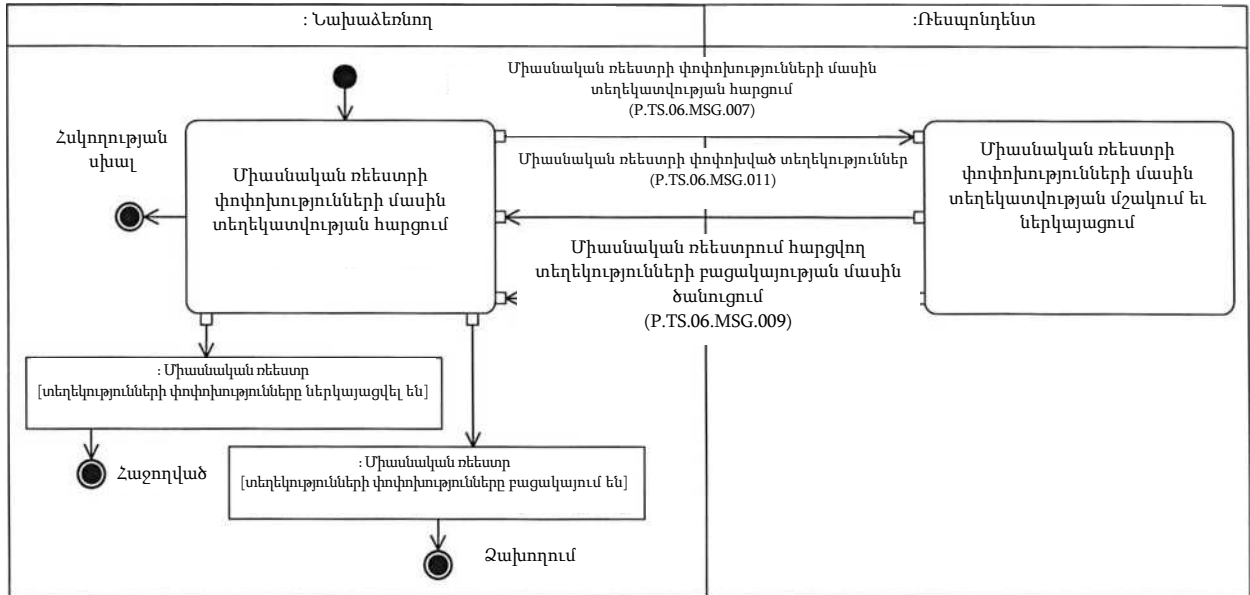 : Նախաձեռնող
:Ռեսպոնդենտ
Միասնական ռեեստրի փոփոխությունների մասին
տեղեկատվության հարցում
(P.TS.06.MSG.007)
Հսկողության
սխալ
Միասնական ռեեստրի
փոփոխությունների մասին
տեղեկատվության հարցում
Միասնական ռեեստրի փոփոխված տեղեկություններ
(P.TS.06.MSG.011)
Միասնական ռեեստրի
փոփոխությունների մասին
տեղեկատվության մշակում եւ
ներկայացում
Միասնական ռեեստրում հարցվող
տեղեկությունների բացակայության մասին
ծանուցում
(P.TS.06.MSG.009)
: Միասնական ռեեստր
[տեղեկությունների փոփոխությունները ներկայացվել են]
Հաջողված
: Միասնական ռեեստր
[տեղեկությունների փոփոխությունները բացակայում են]
Ձախողում